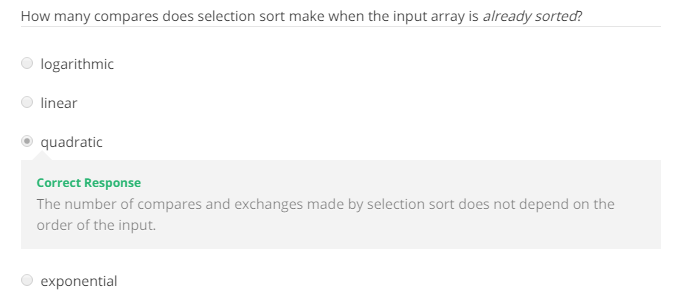 How many compares does selection sort make when the input array is already sorted?
logarithmic
linear
quadratic
Correct Response
The number of compares and exchanges made by selection sort does not depend on the
order of the input.
exponential